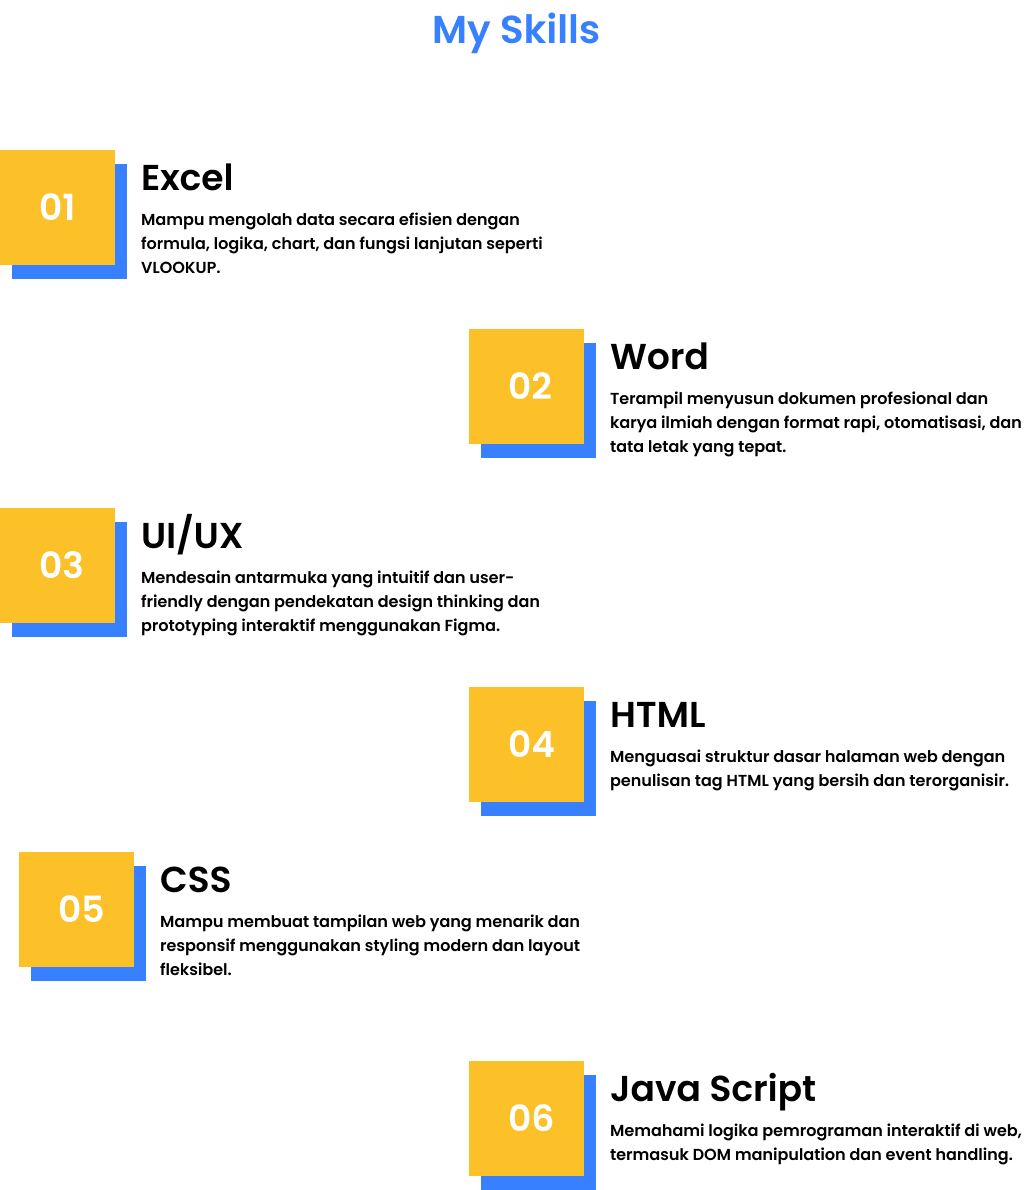 My Skills
01
Excel
Mampu mengolah data secara efisien dengan
formula, logika, chart, dan fungsi lanjutan seperti
VLOOKUP.
02
Word
Terampil menyusun dokumen profesional dan
karya ilmiah dengan format rapi, otomatisasi, dan
tata letak yang tepat.
03
UI/UX
Mendesain antarmuka yang intuitif dan user-
friendly dengan pendekatan design thinking dan
prototyping interaktif menggunakan Figma.
04
HTML
Menguasai struktur dasar halaman web dengan
penulisan tag HTML yang bersih dan terorganisir.
05
CSS
Mampu membuat tampilan web yang menarik dan
responsif menggunakan styling modern dan layout
fleksibel.
06
Java Script
Memahami logika pemrograman interaktif di web,
termasuk DOM manipulation dan event handling.